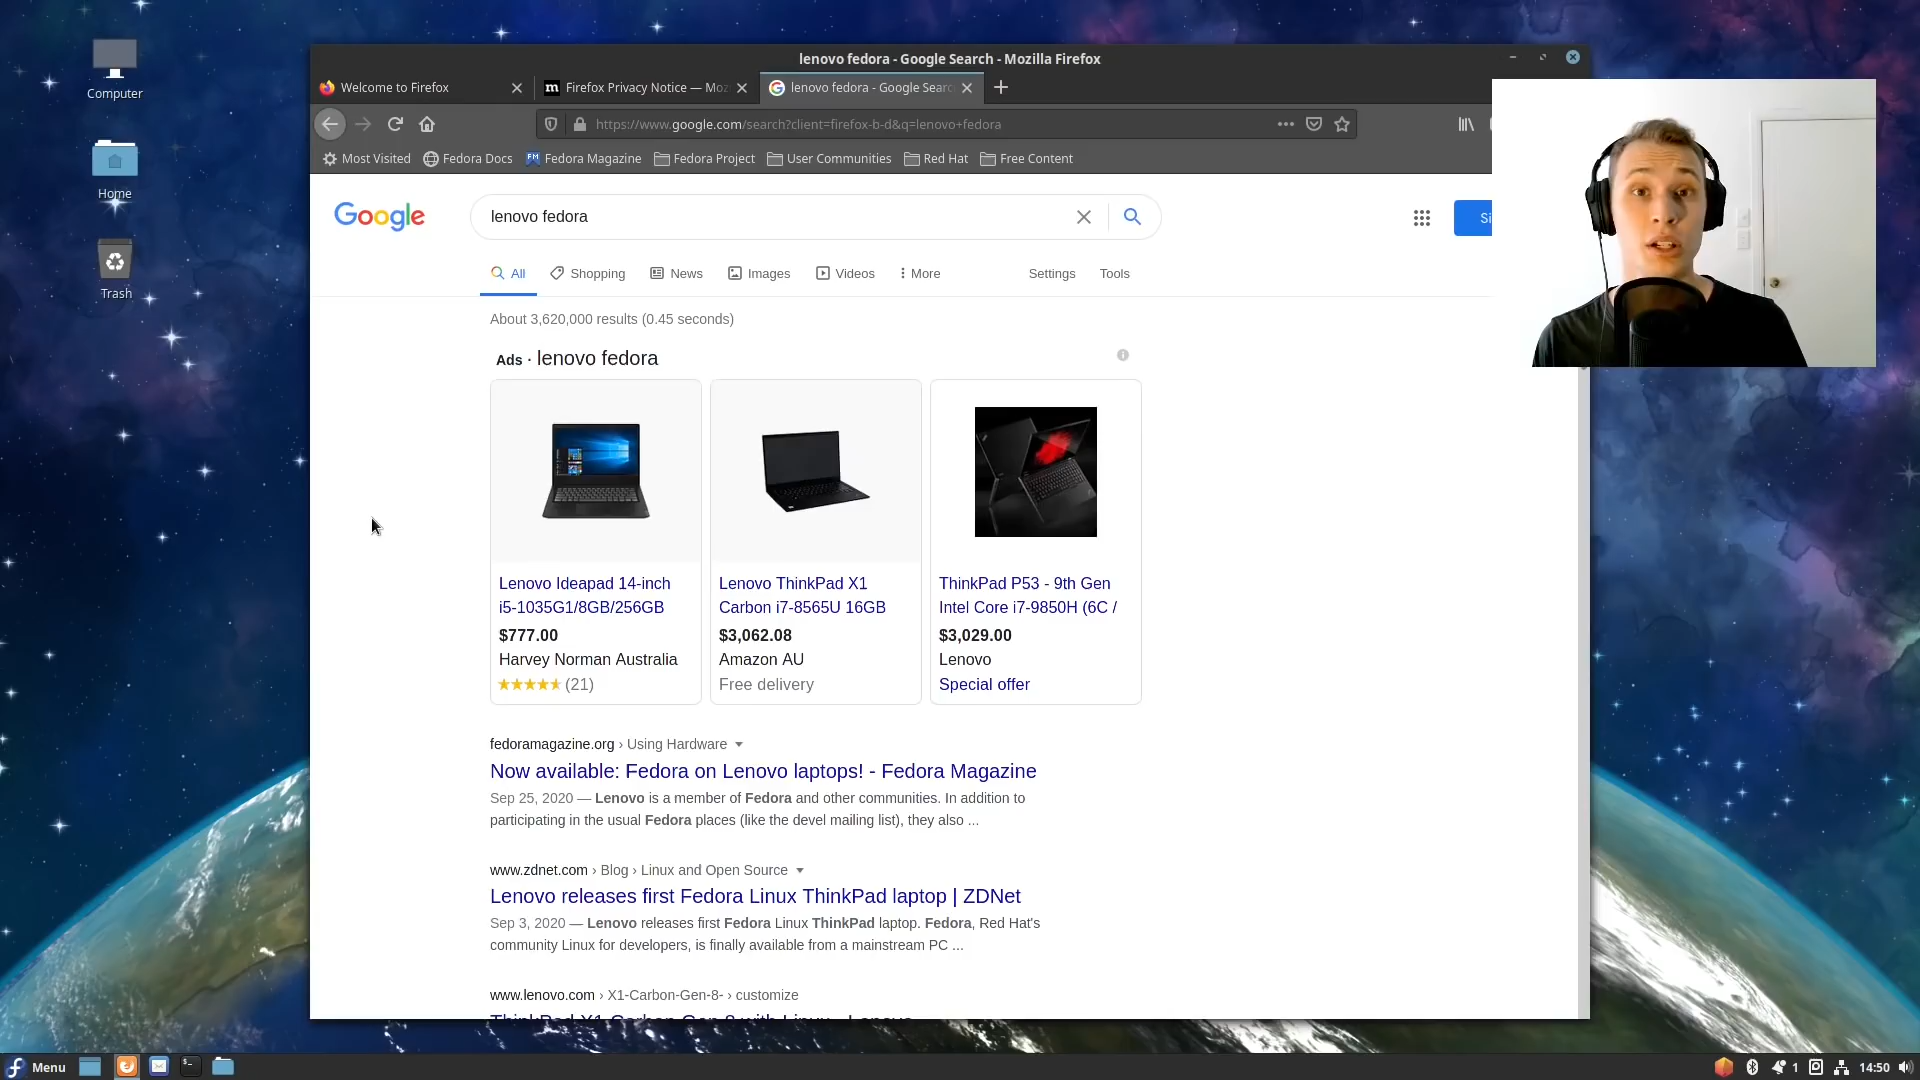 Computer
Home
Trash
lenovo fedora - Google Search - Mozilla Firefox
Welcome to Firefox
Firefox Privacy Notice — Moz
lenovo fedora - Google Searc
https://www.google.com/search?client=firefox-b-d&q=lenovo+fedora
Most Visited
Fedora Docs
Fedora Magazine
Fedora Project
User Communities
Red Hat
Free Content
Google
lenovo fedora
Si
All
Shopping
News
Images
Videos
More
Settings
Tools
About 3,620,000 results (0.45 seconds)
Ads · lenovo fedora
Lenovo Ideapad 14-inch
i5-1035G1/8GB/256GB
$777.00
Harvey Norman Australia
(21)
Lenovo ThinkPad X1
Carbon i7-8565U 16GB
$3,062.08
Amazon AU
Free delivery
ThinkPad P53 - 9th Gen
Intel Core i7-9850H (6C /
$3,029.00
Lenovo
Special offer
fedoramagazine.org › Using Hardware
Now available: Fedora on Lenovo laptops! - Fedora Magazine
Sep 25, 2020 — Lenovo is a member of Fedora and other communities. In addition to
participating in the usual Fedora places (like the devel mailing list), they also ...
www.zdnet.com › Blog › Linux and Open Source
Lenovo releases first Fedora Linux ThinkPad laptop | ZDNet
Sep 3, 2020 — Lenovo releases first Fedora Linux ThinkPad laptop. Fedora, Red Hat's
community Linux for developers, is finally available from a mainstream PC ...
www.lenovo.com › X1-Carbon-Gen-8- › customize
ThinkPad X1 Carbon Gen 8 with Linux - Lenovo
Menu
1
14:50